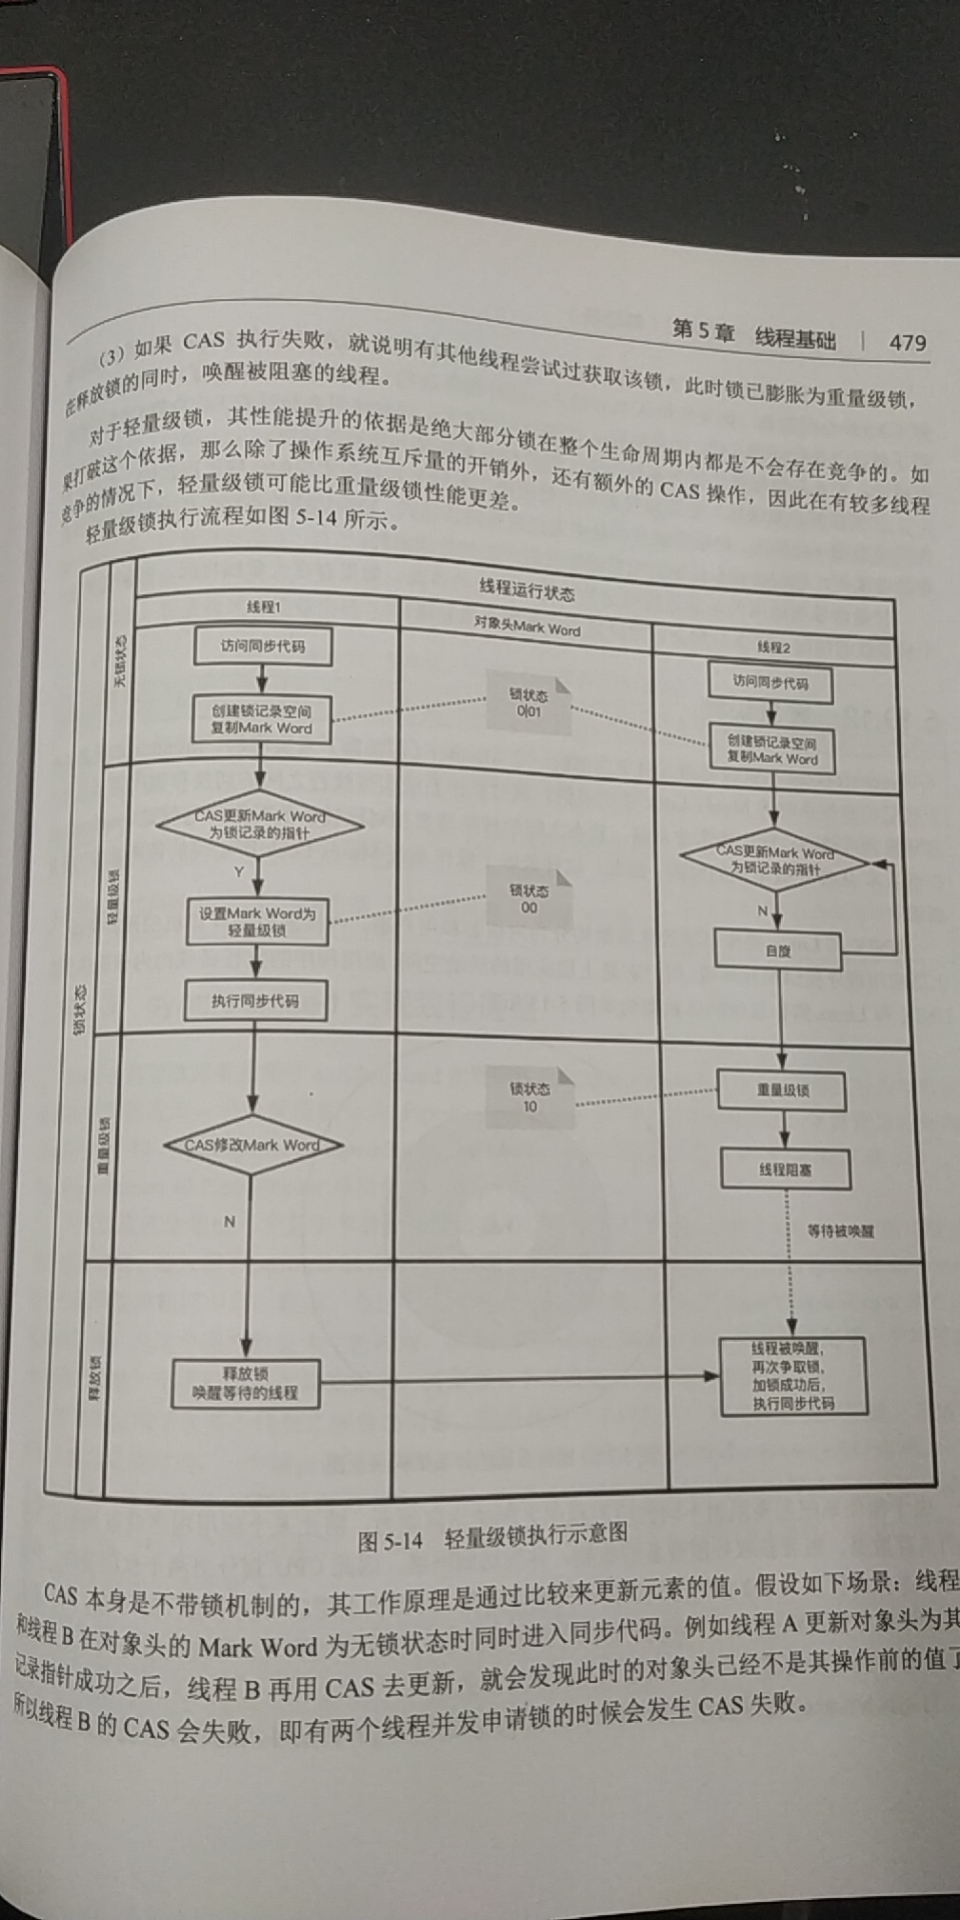 第5章 线程基础 | 479
(3)如果 CAS 执行失败,就说明有其他线程尝试过获取该锁,此时锁已膨胀为重量级锁,
在释放锁的同时,唤醒被阻塞的线程。
对于轻量级锁,其性能提升的依据是绝大部分锁在整个生命周期内都是不会存在竞争的。如
果打破这个依据,那么除了操作系统互斥量的开销外,还有额外的 CAS 操作,因此在有较多线程
竞争的情况下,轻量级锁可能比重量级锁性能更差。
轻量级锁执行流程如图 5-14 所示。
线程运行状态
线程1
对象头Mark Word
线程2
锁状态
无锁状态
访问同步代码
创建锁记录空间
复制Mark Word
锁状态
0|01
访问同步代码
创建锁记录空间
复制Mark Word
轻量级锁
CAS更新Mark Word
为锁记录的指针
Y
设置Mark Word为
轻量级锁
执行同步代码
锁状态
00
CAS更新Mark Word
为锁记录的指针
N
自旋
重量级锁
CAS修改Mark Word
N
锁状态
10
重量级锁
线程阻塞
等待被唤醒
释放锁
释放锁
唤醒等待的线程
线程被唤醒,
再次争取锁,
加锁成功后,
执行同步代码
图 5-14 轻量级锁执行示意图
CAS 本身是不带锁机制的,其工作原理是通过比较来更新元素的值。假设如下场景:线程
和线程 B 在对象头的 Mark Word 为无锁状态时同时进入同步代码。例如线程 A 更新对象头为其
记录指针成功之后,线程 B 再用 CAS 去更新,就会发现此时的对象头已经不是其操作前的值了
所以线程 B 的 CAS 会失败,即有两个线程并发申请锁的时候会发生 CAS 失败。